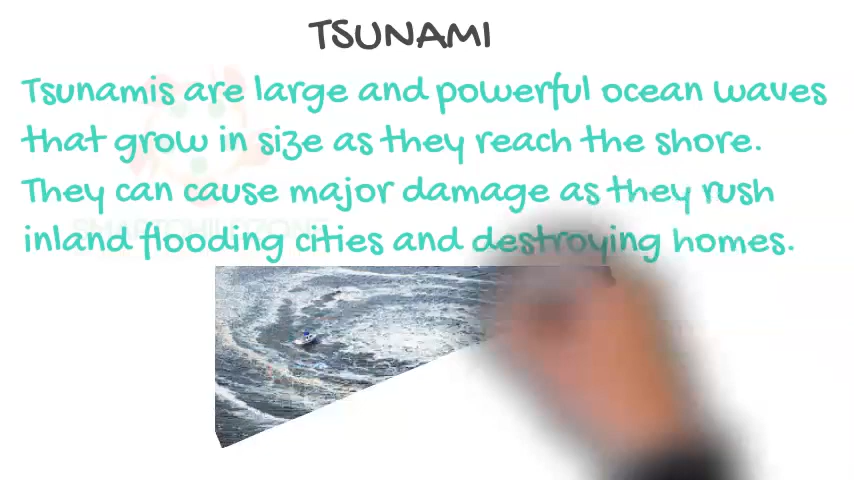 TSUNAMI
Tsunamis are large and powerful ocean waves
that grow in size as they reach the shore.
They can cause major damage as they rush
inland flooding cities and destroying homes.